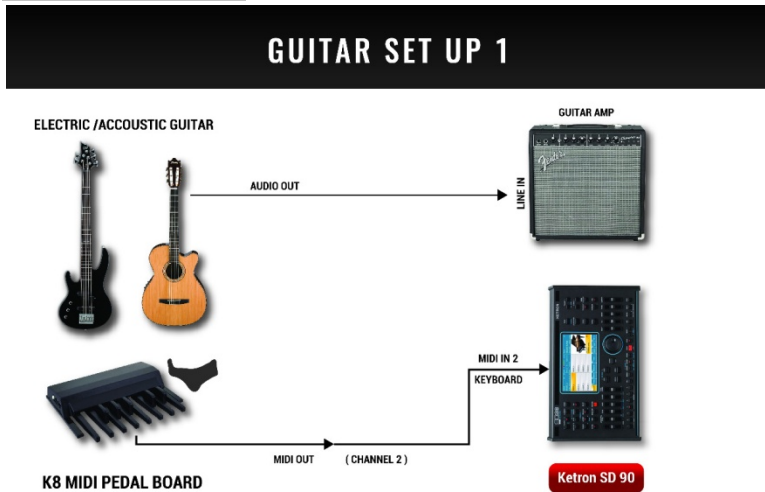 GUITAR SET UP 1
ELECTRIC /ACCOUSTIC GUITAR
GUITAR AMP
AUDIO OUT
LINE IN
Fender
MIDI IN 2
KEYBOARD
MIDI OUT
( CHANNEL 2 )
K8 MIDI PEDAL BOARD
Ketron SD 90